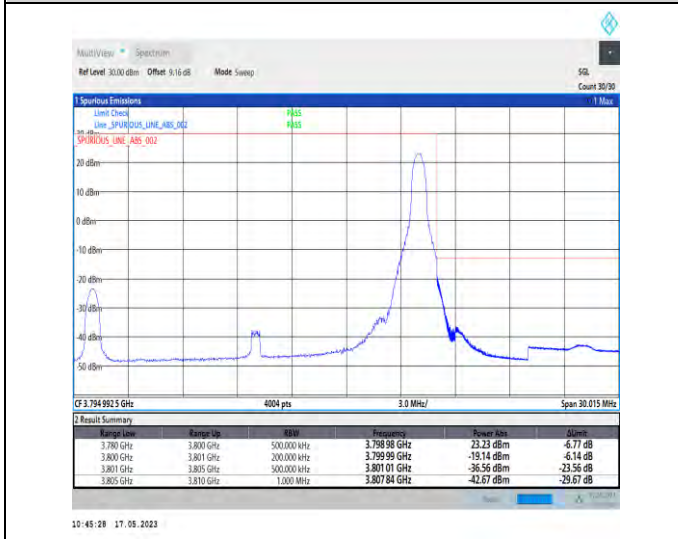 MultiView Spectrum
Ref Level 30.00 dBm Offset 9.16 dB Mode Sweep SGL
Count 30/30
1 Spurious Emissions 1 Max
Limit Check PASS
Line _SPURIOUS_LINE_ABS_002 PASS
30 dBm
_SPURIOUS_LINE_ABS_002
20 dBm
10 dBm
0 dBm
-10 dBm
-20 dBm
-30 dBm
-40 dBm
-50 dBm
CF 3.794 992 5 GHz 4004 pts 3.0 MHz/ Span 30.015 MHz
2 Result Summary
Range Low Range Up RBW Frequency Power Abs ΔLimit
3.780 GHz 3.800 GHz 500.000 kHz 3.798 98 GHz 23.23 dBm -6.77 dB
3.800 GHz 3.801 GHz 200.000 kHz 3.799 99 GHz -19.14 dBm -6.14 dB
3.801 GHz 3.805 GHz 500.000 kHz 3.801 01 GHz -36.56 dBm -23.56 dB
3.805 GHz 3.810 GHz 1.000 MHz 3.807 84 GHz -42.67 dBm -29.67 dB
10:45:28 17.05.2023